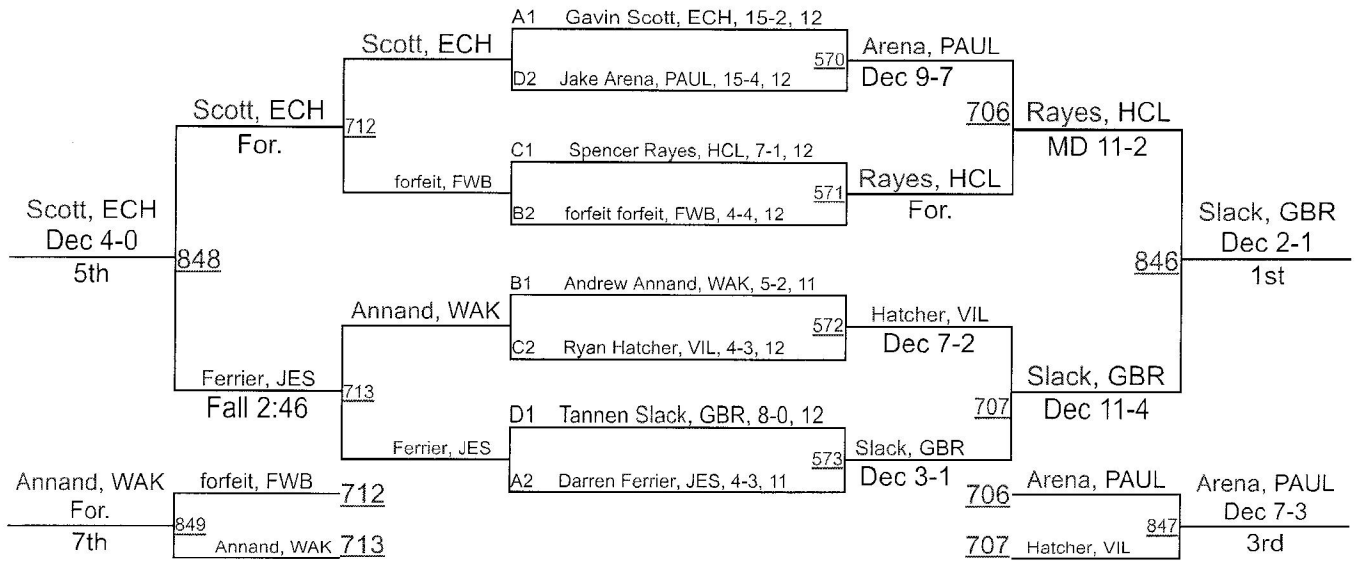 A1 Gavin Scott, ECH, 15-2, 12
Scott, ECH
570
Arena, PAUL
Dec 9-7
D2 Jake Arena, PAUL, 15-4, 12
Scott, ECH
For.
712
706
Rayes, HCL
MD 11-2
C1 Spencer Rayes, HCL, 7-1, 12
forfeit, FWB
571
Rayes, HCL
For.
B2 forfeit forfeit, FWB, 4-4, 12
Scott, ECH
Dec 4-0
5th
848
846
Slack, GBR
Dec 2-1
1st
B1 Andrew Annand, WAK, 5-2, 11
Annand, WAK
572
Hatcher, VIL
Dec 7-2
C2 Ryan Hatcher, VIL, 4-3, 12
Ferrier, JES
Fall 2:46
713
707
Slack, GBR
Dec 11-4
D1 Tannen Slack, GBR, 8-0, 12
Ferrier, JES
573
Slack, GBR
Dec 3-1
A2 Darren Ferrier, JES, 4-3, 11
Annand, WAK
For.
7th
849
forfeit, FWB 712
Annand, WAK 713
706 Arena, PAUL
707 Hatcher, VIL
847
Arena, PAUL
Dec 7-3
3rd